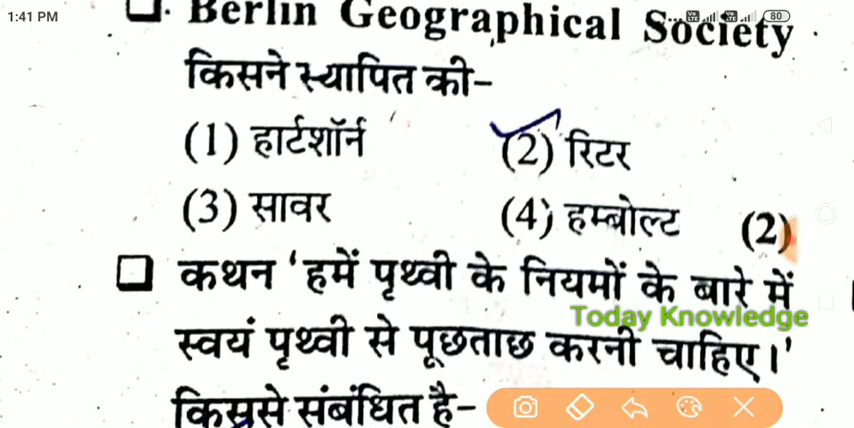 1:41 PM
80
Berlin Geographical Society
किसने स्थापित की-
(1) हार्टशॉर्न (2) रिटर
(3) सावर (4) हम्बोल्ट (2)
कथन 'हमें पृथ्वी के नियमों के बारे में
Today Knowledge
स्वयं पृथ्वी से पूछताछ करनी चाहिए।'
किससे संबंधित है-